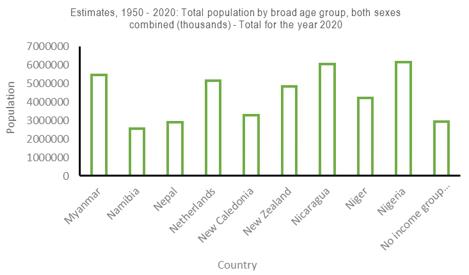 Estimates, 1950 - 2020: Total population by broad age group, both sexes
combined (thousands) - Total for the year 2020
7000000
6000000
5000000
4000000
3000000
2000000
1000000
0
Population
Myanmar
Namibia
Nepal
Netherlands
New Caledonia
New Zealand
Nicaragua
Niger
Nigeria
No income group...
Country